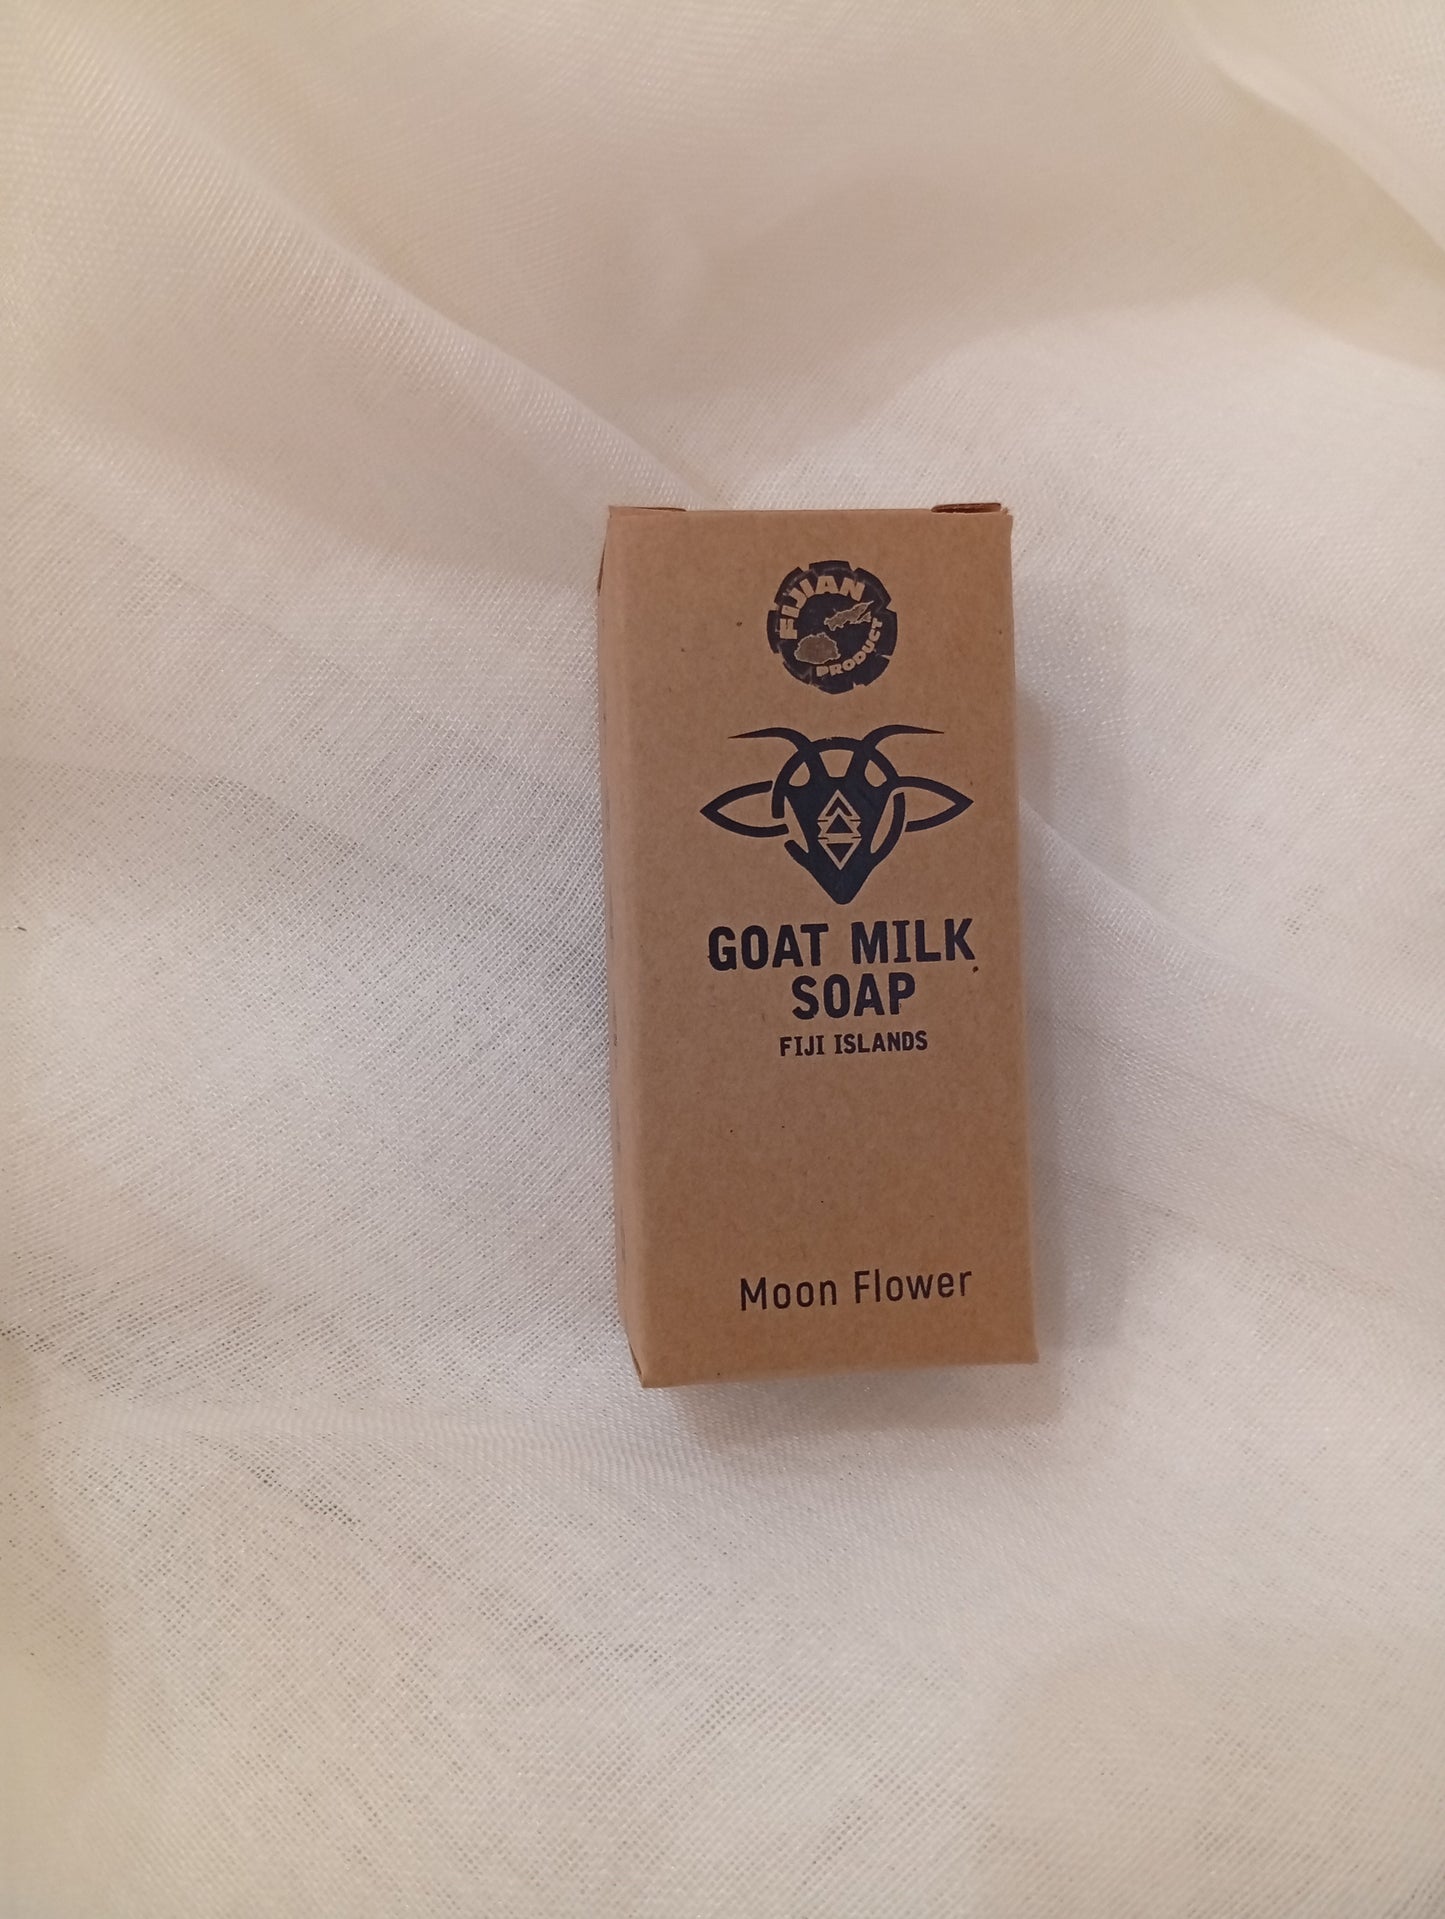 FIJIAN
PRODUCT
GOAT MILK
SOAP
FIJI ISLANDS
Moon Flower